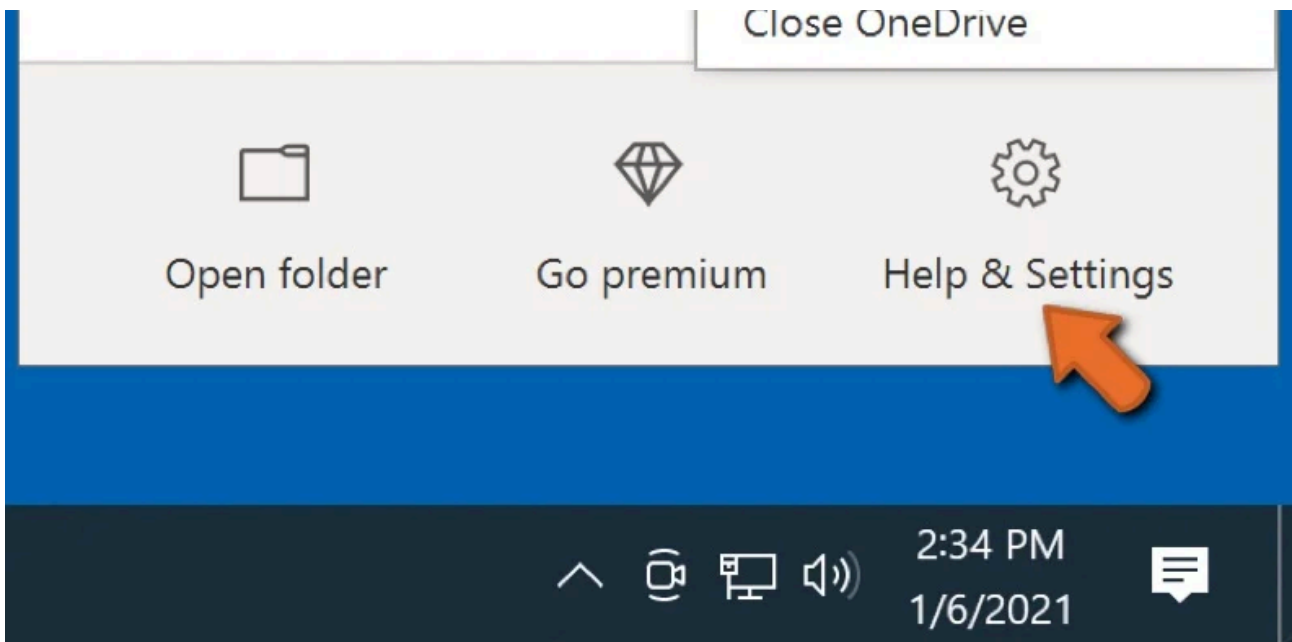 Close OneDrive
Open folder
Go premium
Help & Settings
2:34 PM
1/6/2021